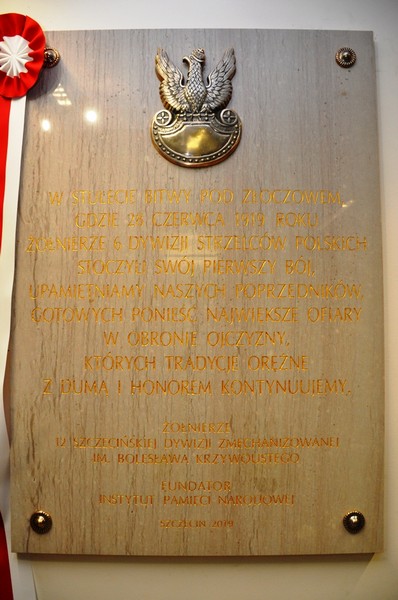 W STULECIE BITWY POD ZŁOCZOWEM,
GDZIE 28 CZERWCA 1919 ROKU
ŻOŁNIERZE 6 DYWIZJI STRZELCÓW POLSKICH
STOCZYLI SWÓJ PIERWSZY BÓJ,
UPAMIĘTNIAMY NASZYCH POPRZEDNIKÓW,
GOTOWYCH PONIEŚĆ NAJWIĘKSZE OFIARY
W OBRONIE OJCZYZNY,
KTÓRYCH TRADYCJE ORĘŻNE
Z DUMĄ I HONOREM KONTYNUUJEMY.
ŻOŁNIERZE
12 SZCZECIŃSKIEJ DYWIZJI ZMECHANIZOWANEJ
IM. BOLESŁAWA KRZYWOUSTEGO
FUNDATOR
INSTYTUT PAMIĘCI NARODOWEJ
SZCZECIN 2019